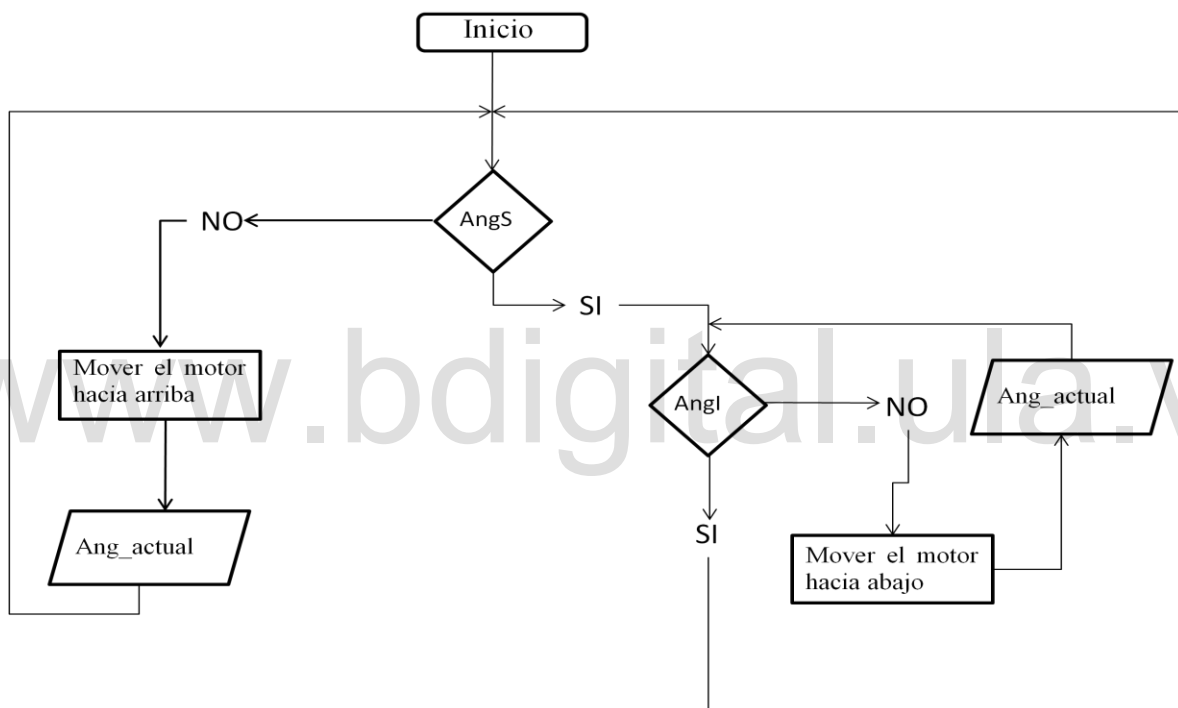 Inicio
AngS
NO
SI
Mover el motor
hacia arriba
AngI
NO
Ang_actual
www.bdigital.ula.v
SI
Ang_actual
Mover el motor
hacia abajo